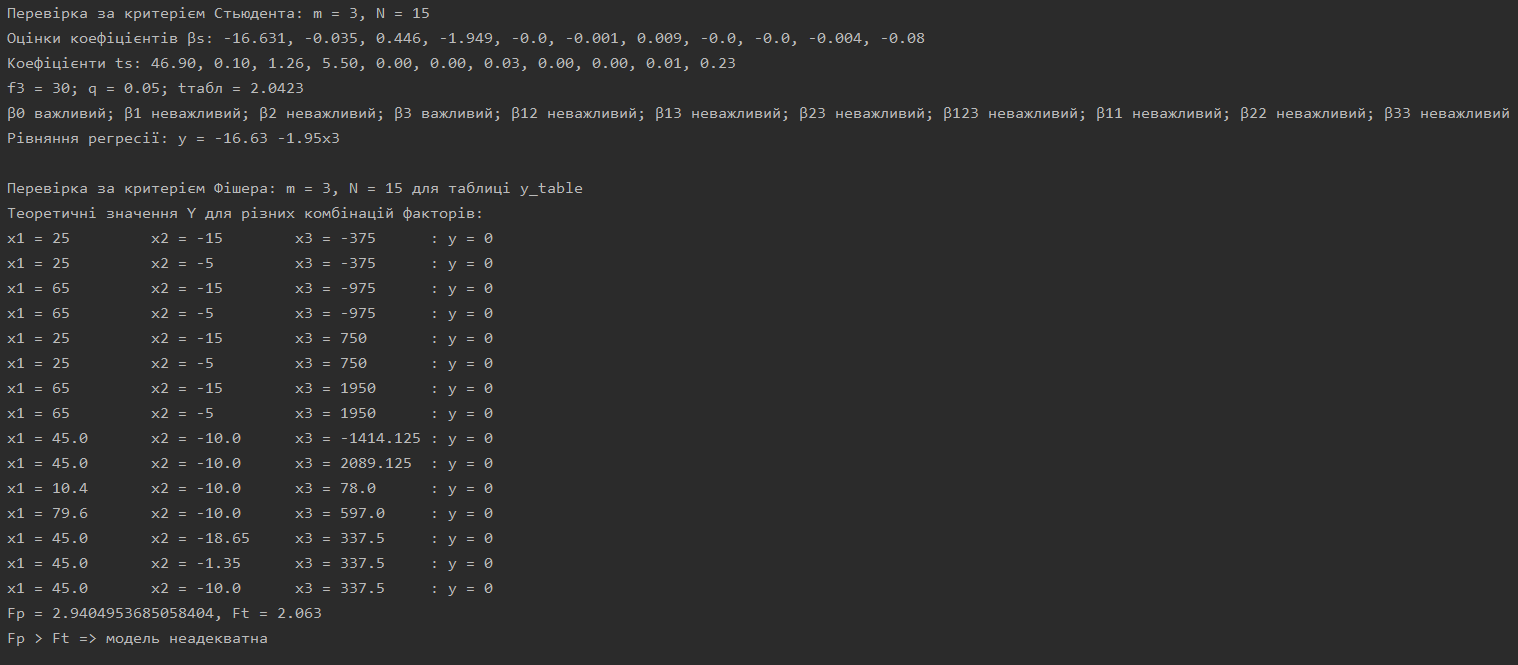 Перевірка за критерієм Стьюдента: m = 3, N = 15
Оцінки коефіцієнтів βs: -16.631, -0.035, 0.446, -1.949, -0.0, -0.001, 0.009, -0.0, -0.0, -0.004, -0.08
Коефіцієнти ts: 46.90, 0.10, 1.26, 5.50, 0.00, 0.00, 0.03, 0.00, 0.00, 0.01, 0.23
f3 = 30; q = 0.05; tтабл = 2.0423
β0 важливий; β1 неважливий; β2 неважливий; β3 важливий; β12 неважливий; β13 неважливий; β23 неважливий; β123 неважливий; β11 неважливий; β22 неважливий; β33 неважливий
Рівняння регресії: y = -16.63 -1.95x3
Перевірка за критерієм Фішера: m = 3, N = 15 для таблиці y_table
Теоретичні значення Y для різних комбінацій факторів:
x1 = 25 x2 = -15 x3 = -375 : y = 0
x1 = 25 x2 = -5 x3 = -375 : y = 0
x1 = 65 x2 = -15 x3 = -975 : y = 0
x1 = 65 x2 = -5 x3 = -975 : y = 0
x1 = 25 x2 = -15 x3 = 750 : y = 0
x1 = 25 x2 = -5 x3 = 750 : y = 0
x1 = 65 x2 = -15 x3 = 1950 : y = 0
x1 = 65 x2 = -5 x3 = 1950 : y = 0
x1 = 45.0 x2 = -10.0 x3 = -1414.125 : y = 0
x1 = 45.0 x2 = -10.0 x3 = 2089.125 : y = 0
x1 = 10.4 x2 = -10.0 x3 = 78.0 : y = 0
x1 = 79.6 x2 = -10.0 x3 = 597.0 : y = 0
x1 = 45.0 x2 = -18.65 x3 = 337.5 : y = 0
x1 = 45.0 x2 = -1.35 x3 = 337.5 : y = 0
x1 = 45.0 x2 = -10.0 x3 = 337.5 : y = 0
Fp = 2.9404953685058404, Ft = 2.063
Fp > Ft => модель неадекватна